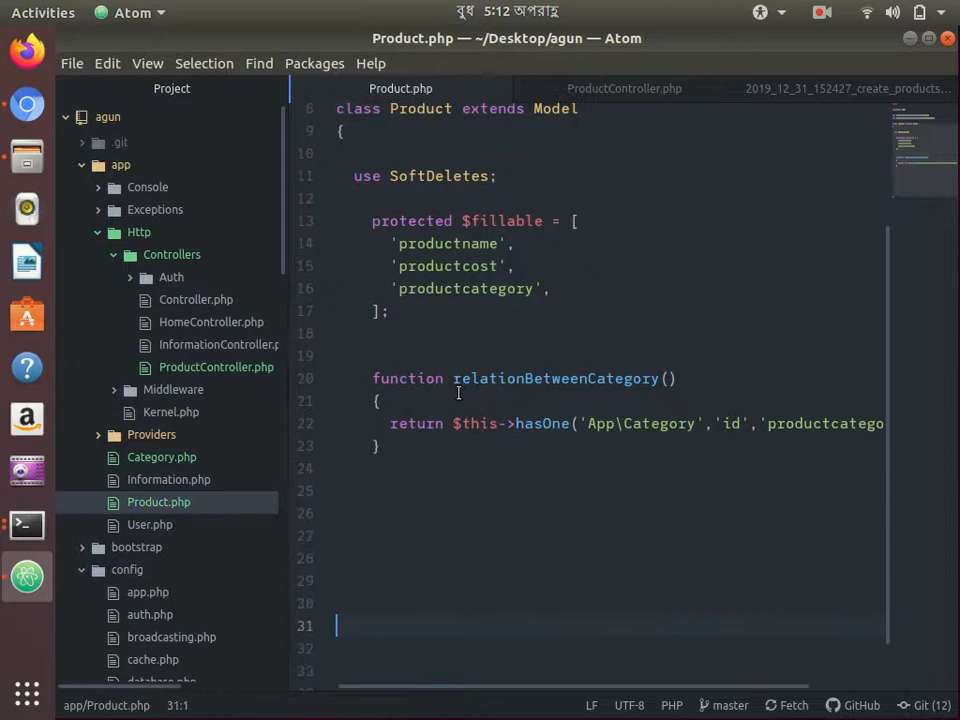 Activities Atom বুধ 5:12 অপরাহ্ণ
Product.php — ~/Desktop/agun — Atom
File Edit View Selection Find Packages Help
Project
agun
.git
app
Console
Exceptions
Http
Controllers
Auth
Controller.php
HomeController.php
InformationController.p
ProductController.php
Middleware
Kernel.php
Providers
Category.php
Information.php
Product.php
User.php
bootstrap
config
app.php
auth.php
broadcasting.php
cache.php
database.php
Product.php ProductController.php 2019_12_31_152427_create_products...
8 class Product extends Model
9 {
10
11 use SoftDeletes;
12
13 protected $fillable = [
14 'productname',
15 'productcost',
16 'productcategory',
17 ];
18
19
20 function relationBetweenCategory()
21 {
22 return $this->hasOne('App\Category','id','productcatego
23 }
24
25
26
27
28
29
30
31
32
33
app/Product.php 31:1 LF UTF-8 PHP master Fetch GitHub Git (12)